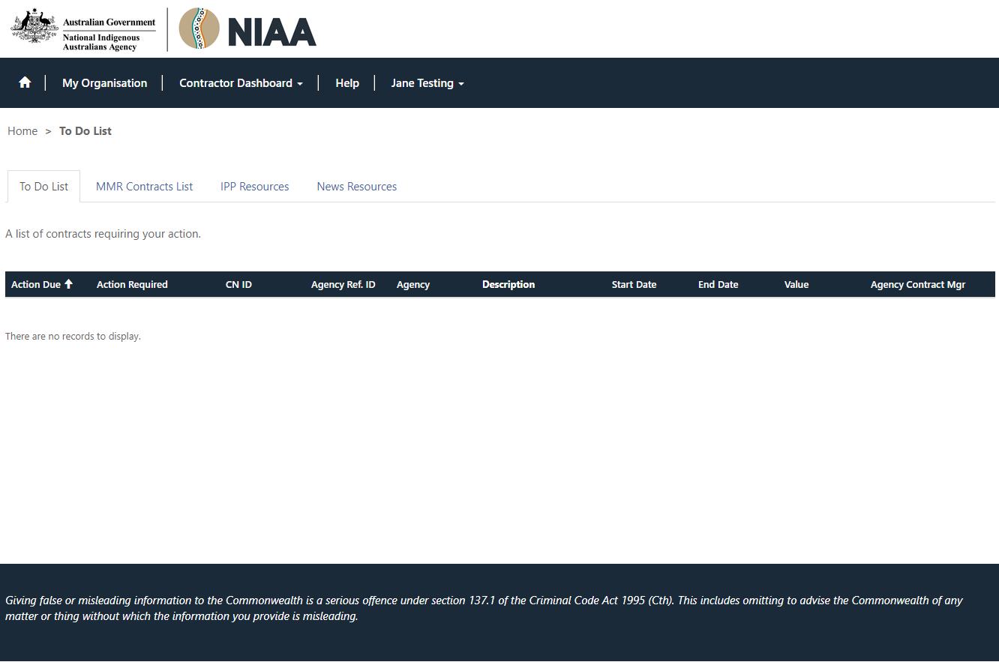 Australian Government
National Indigenous
Australians Agency
NIAA
My Organisation Contractor Dashboard Help Jane Testing
Home > To Do List
To Do List MMR Contracts List IPP Resources News Resources
A list of contracts requiring your action.
Action Due Action Required CN ID Agency Ref. ID Agency Description Start Date End Date Value Agency Contract Mgr
There are no records to display.
Giving false or misleading information to the Commonwealth is a serious offence under section 137.1 of the Criminal Code Act 1995 (Cth). This includes omitting to advise the Commonwealth of any
matter or thing without which the information you provide is misleading.